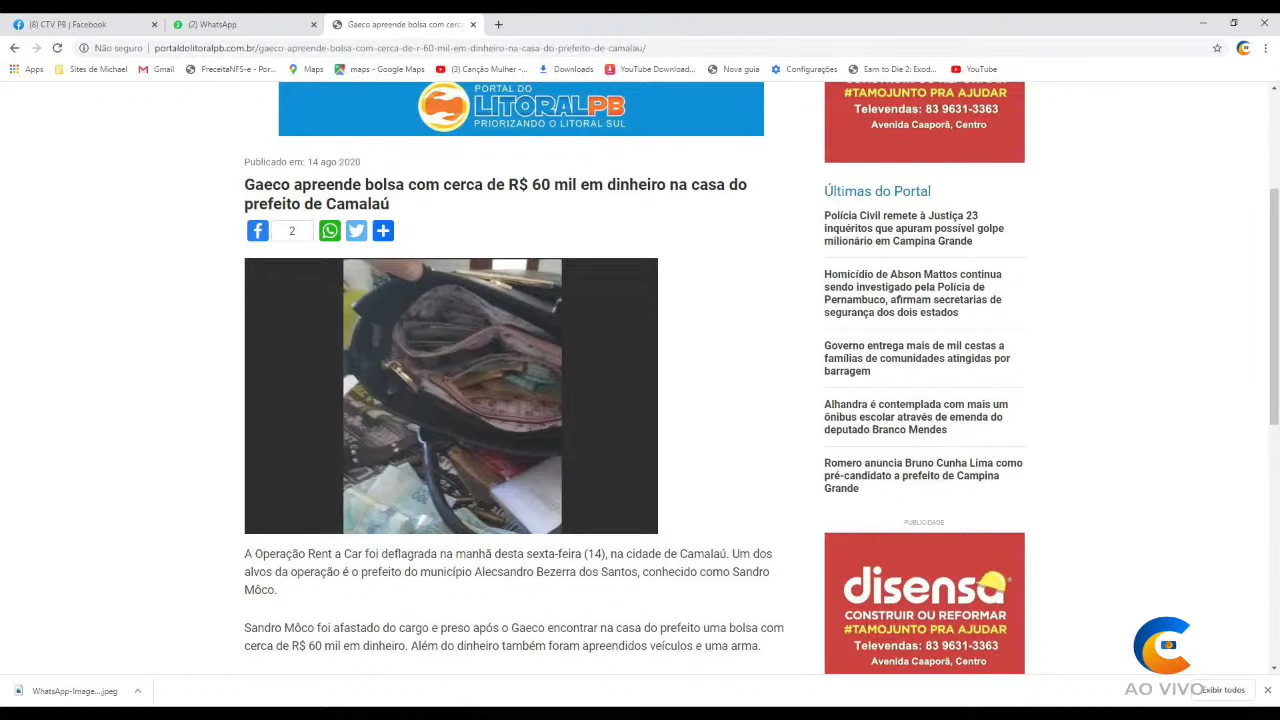 (8) CTV PB | Facebook
(2) WhatsApp
Gaeco apreende bolsa com cerc
Não seguro
portaldolitoralpb.com.br/gaeco-apreende-bolsa-com-cerca-de-r-60-mil-em-dinheiro-na-casa-do-prefeito-de-camalau/
Apps
Sites de Michael
Gmail
PreceitaNFS-e - Por...
Maps
maps - Google Maps
(3) Canção Mulher -...
Downloads
YouTube Download...
Nova guia
Configurações
Earn to Die 2: Exod...
YouTube
PORTAL DO
LITORALPB
PRIORIZANDO O LITORAL SUL
Publicado em: 14 ago 2020
Gaeco apreende bolsa com cerca de R$ 60 mil em dinheiro na casa do
prefeito de Camalaú
2
A Operação Rent a Car foi deflagrada na manhã desta sexta-feira (14), na cidade de Camalaú. Um dos
alvos da operação é o prefeito do município Alecsandro Bezerra dos Santos, conhecido como Sandro
Môco.
Sandro Môco foi afastado do cargo e preso após o Gaeco encontrar na casa do prefeito uma bolsa com
cerca de R$ 60 mil em dinheiro. Além do dinheiro também foram apreendidos veículos e uma arma.
#TAMOJUNTO PRA AJUDAR
Televendas: 83 9631-3363
Avenida Caaporã, Centro
Últimas do Portal
Polícia Civil remete à Justiça 23
inquéritos que apuram possível golpe
milionário em Campina Grande
Homicídio de Abson Mattos continua
sendo investigado pela Polícia de
Pernambuco, afirmam secretarias de
segurança dos dois estados
Governo entrega mais de mil cestas a
famílias de comunidades atingidas por
barragem
Alhandra é contemplada com mais um
ônibus escolar através de emenda do
deputado Branco Mendes
Romero anuncia Bruno Cunha Lima como
pré-candidato a prefeito de Campina
Grande
PUBLICIDADE
disensa
CONSTRUIR OU REFORMAR
#TAMOJUNTO PRA AJUDAR
Televendas: 83 9631-3363
Avenida Caaporã, Centro
AO VIVO
WhatsApp-Image....jpeg
Exibir todos